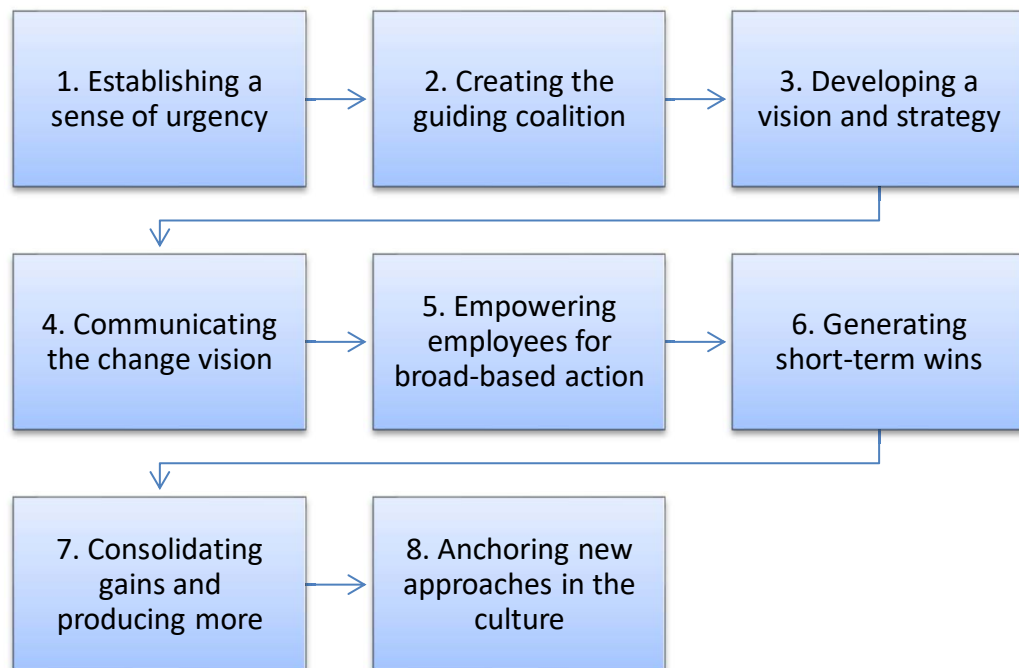 1. Establishing a
sense of urgency
2. Creating the
guiding coalition
3. Developing a
vision and strategy
4. Communicating
the change vision
5. Empowering
employees for
broad-based action
6. Generating
short-term wins
7. Consolidating
gains and
producing more
8. Anchoring new
approaches in the
culture